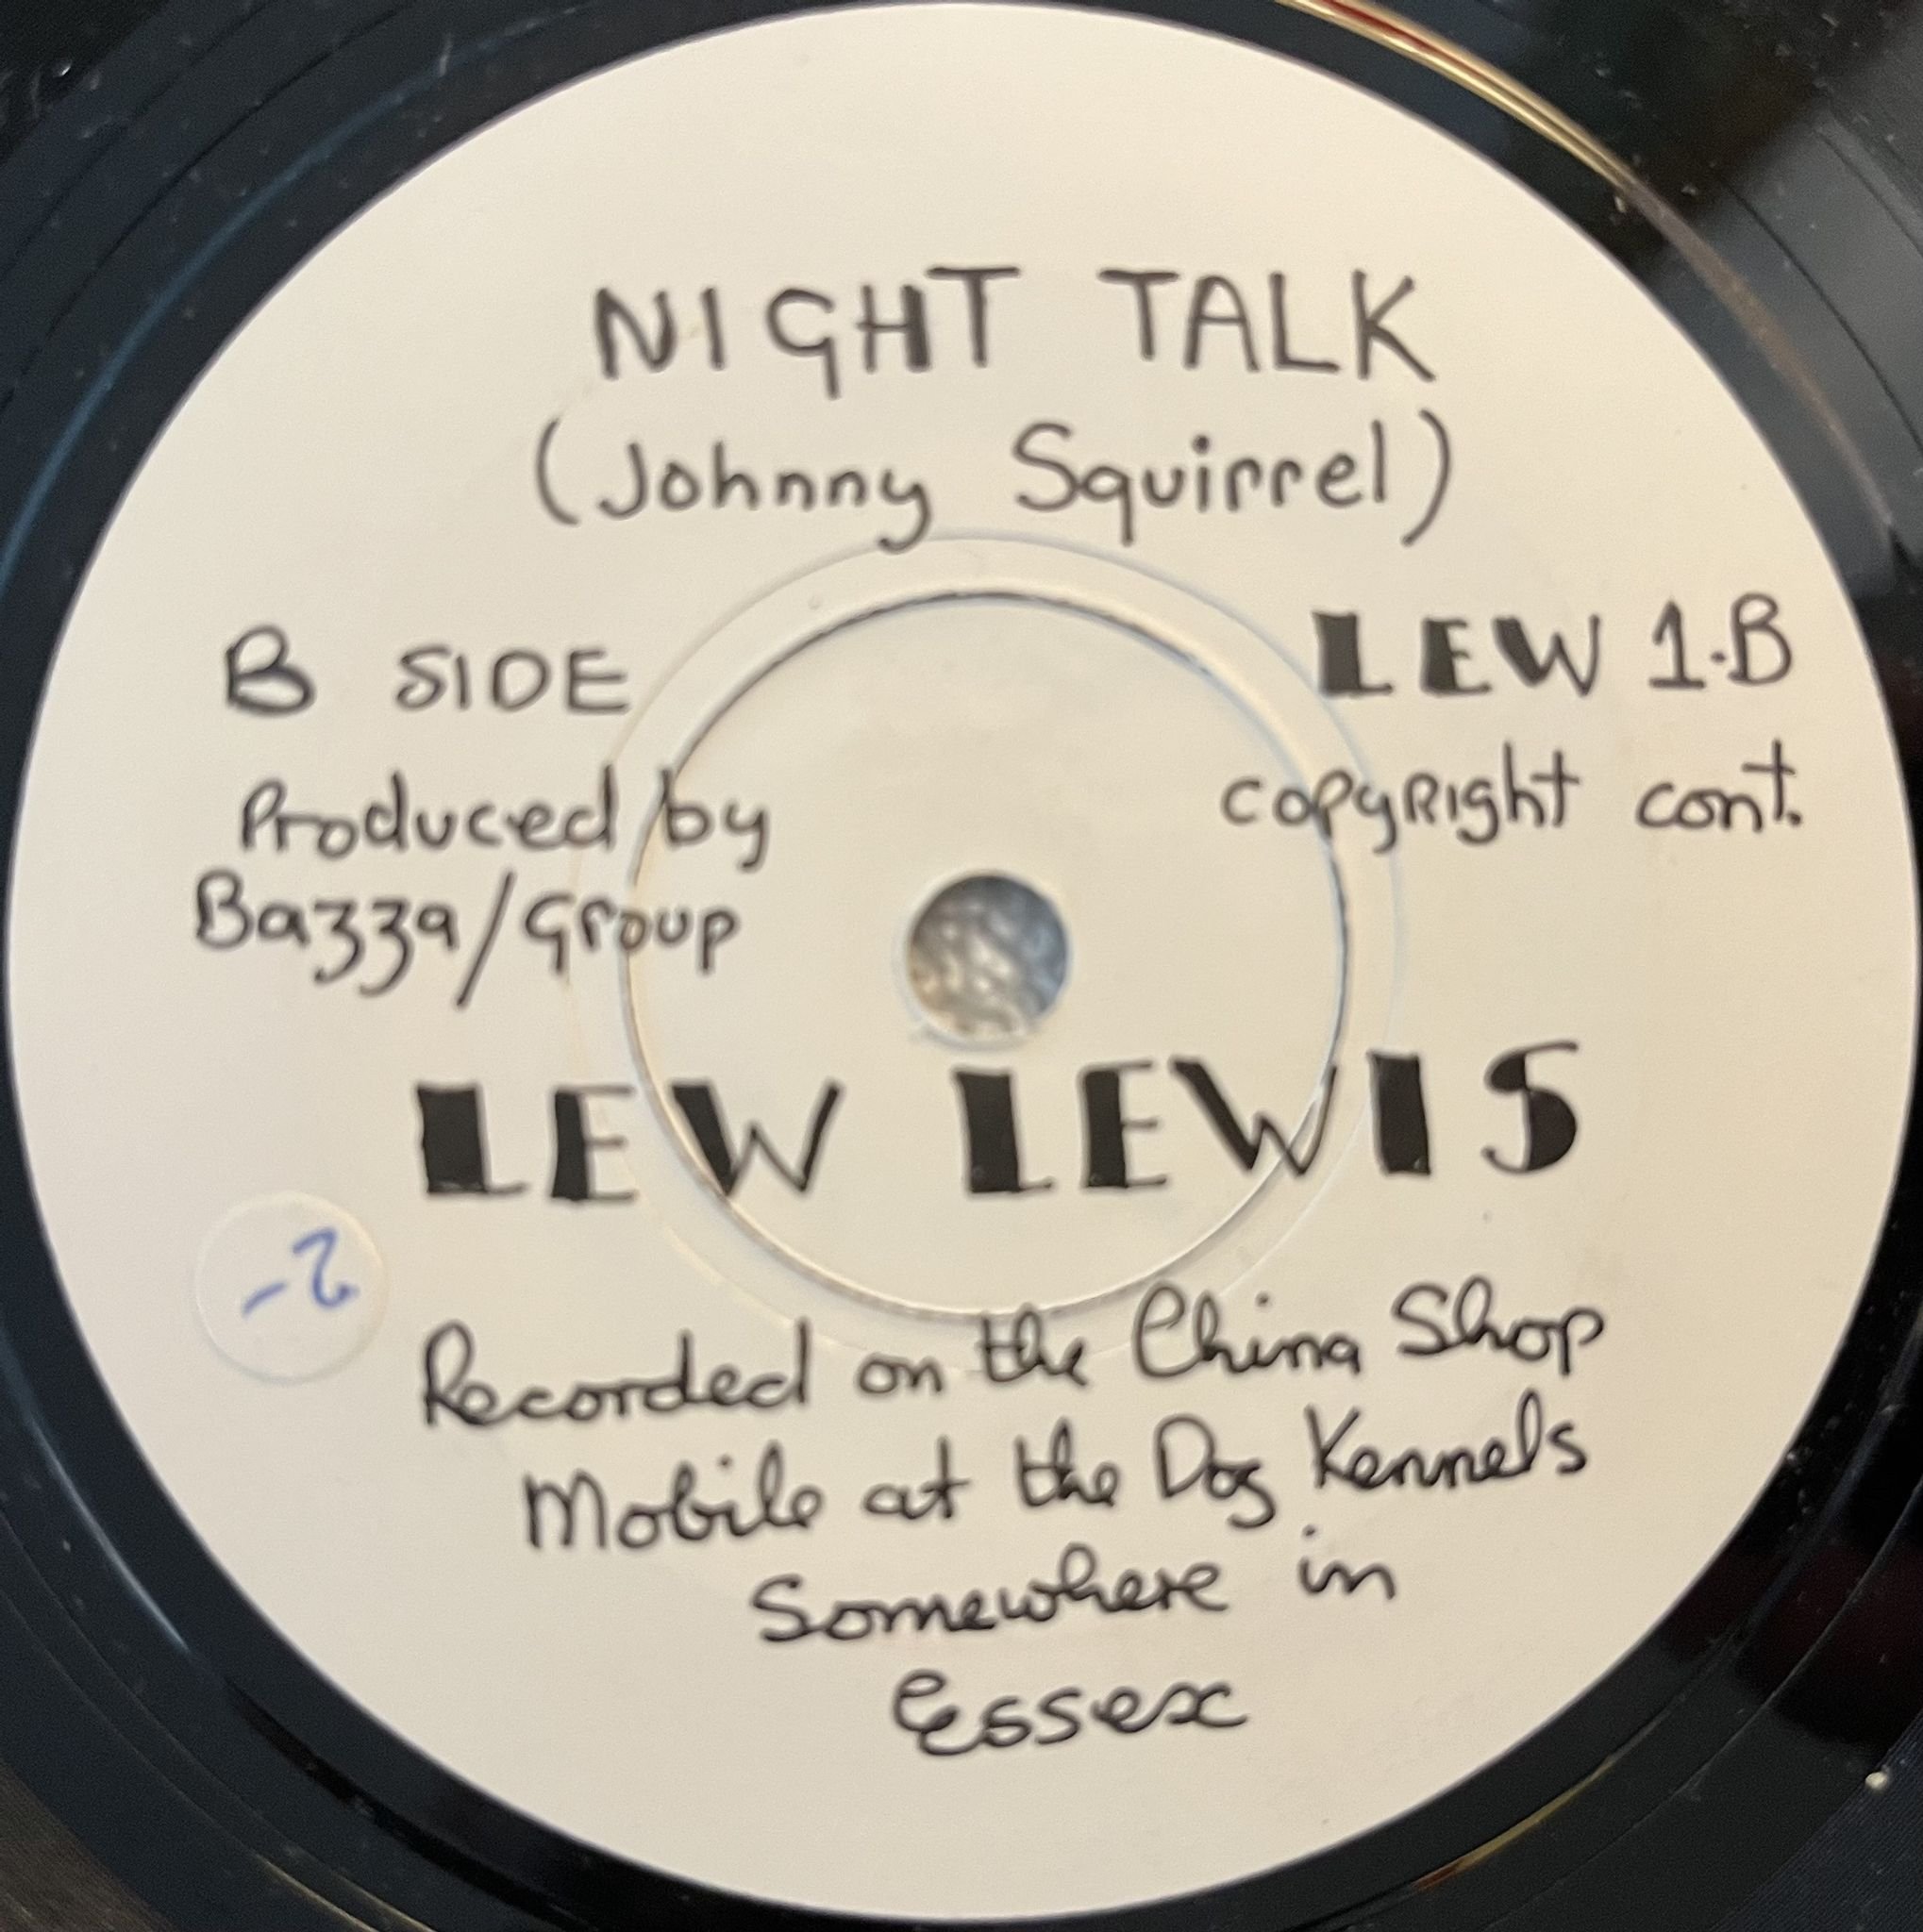 NIGHT TALK
(Johnny Squirrel)
B SIDE
Produced by
Bazza/Group
LEW 1·B
copyright cont.
LEW LEWIS
-2
Recorded on the China Shop
Mobile at the Dog Kennels
Somewhere in
Essex